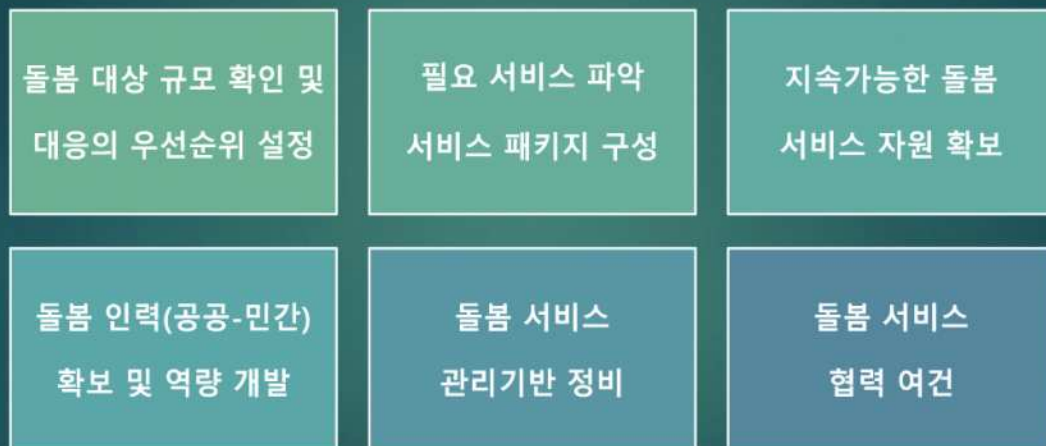 돌봄 대상 규모 확인 및
대응의 우선순위 설정
필요 서비스 파악
서비스 패키지 구성
지속가능한 돌봄
서비스 자원 확보
돌봄 인력(공공-민간)
확보 및 역량 개발
돌봄 서비스
관리기반 정비
돌봄 서비스
협력 여건